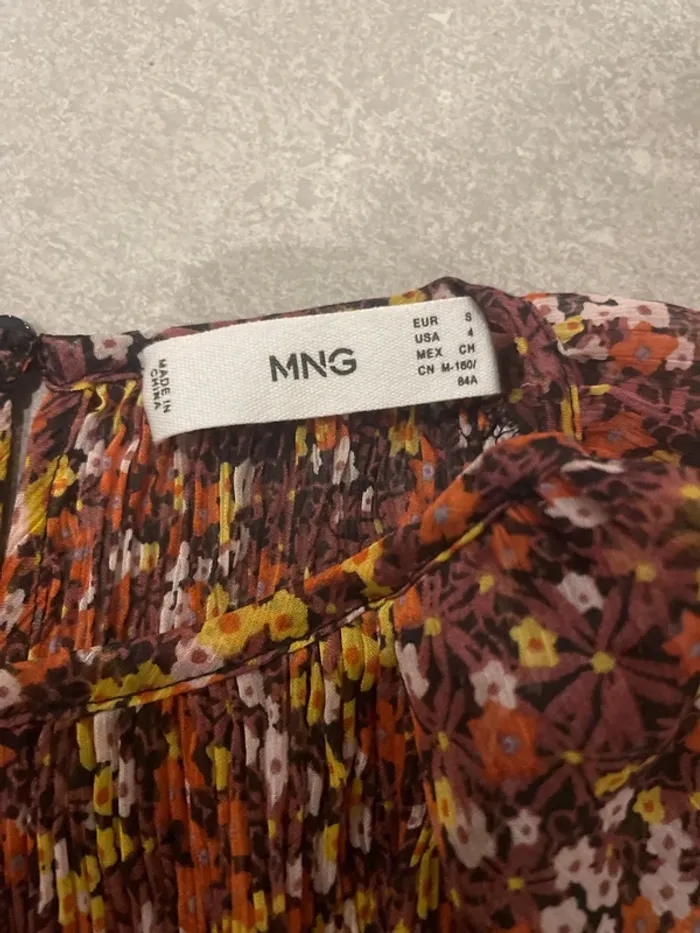 MADE IN
CHINA
MNG
EUR S
USA 4
MEX CH
CN M-160/
84A